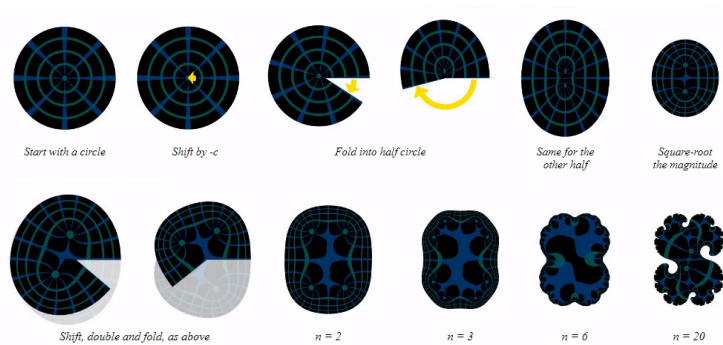 Start with a circle
Shift by -c
Fold into half circle
Same for the
other half
Square-root
the magnitude
Shift, double and fold, as above
n = 2
n = 3
n = 6
n = 20